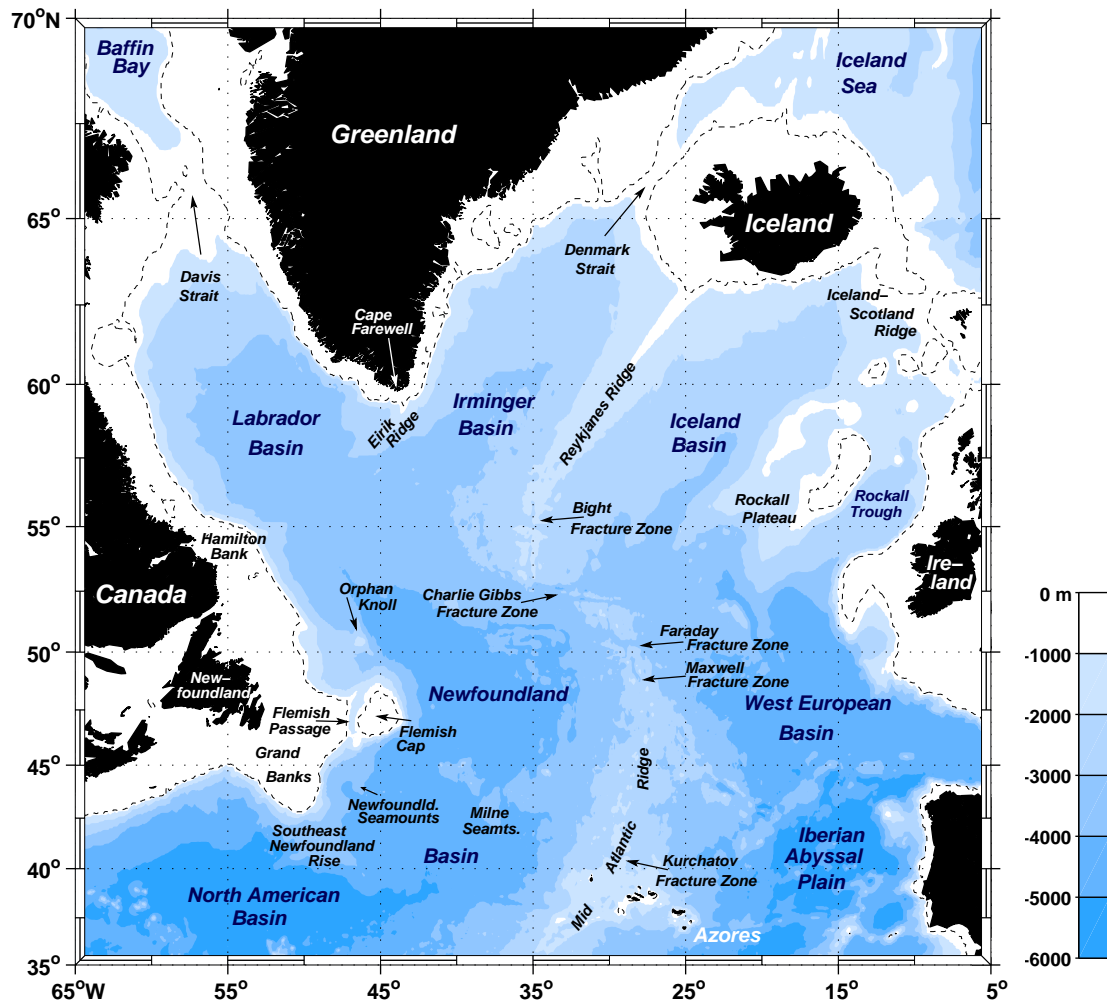 70°N
Baffin
Bay
Iceland
Sea
Greenland
65°
Iceland
Denmark
Strait
Davis
Strait
Iceland–
Scotland
Ridge
Cape
Farewell
60°
Labrador
Basin
Eirik
Ridge
Irminger
Basin
Reykjanes Ridge
Iceland
Basin
Rockall
Plateau
Rockall
Trough
Bight
Fracture Zone
55°
Hamilton
Bank
Canada
Orphan
Knoll
Charlie Gibbs
Fracture Zone
Ire–
land
Faraday
Fracture Zone
50°
Maxwell
Fracture Zone
New–
foundland
Newfoundland
West European
Basin
Flemish
Passage
Flemish
Cap
Grand
Banks
45°
Ridge
Newfoundld.
Seamounts
Milne
Seamts.
Southeast
Newfoundland
Rise
Basin
Atlantic
Iberian
Abyssal
Plain
Kurchatov
Fracture Zone
40°
North American
Basin
Mid
Azores
35°
65°W
55°
45°
35°
25°
15°
5°
0 m
-1000
-2000
-3000
-4000
-5000
-6000